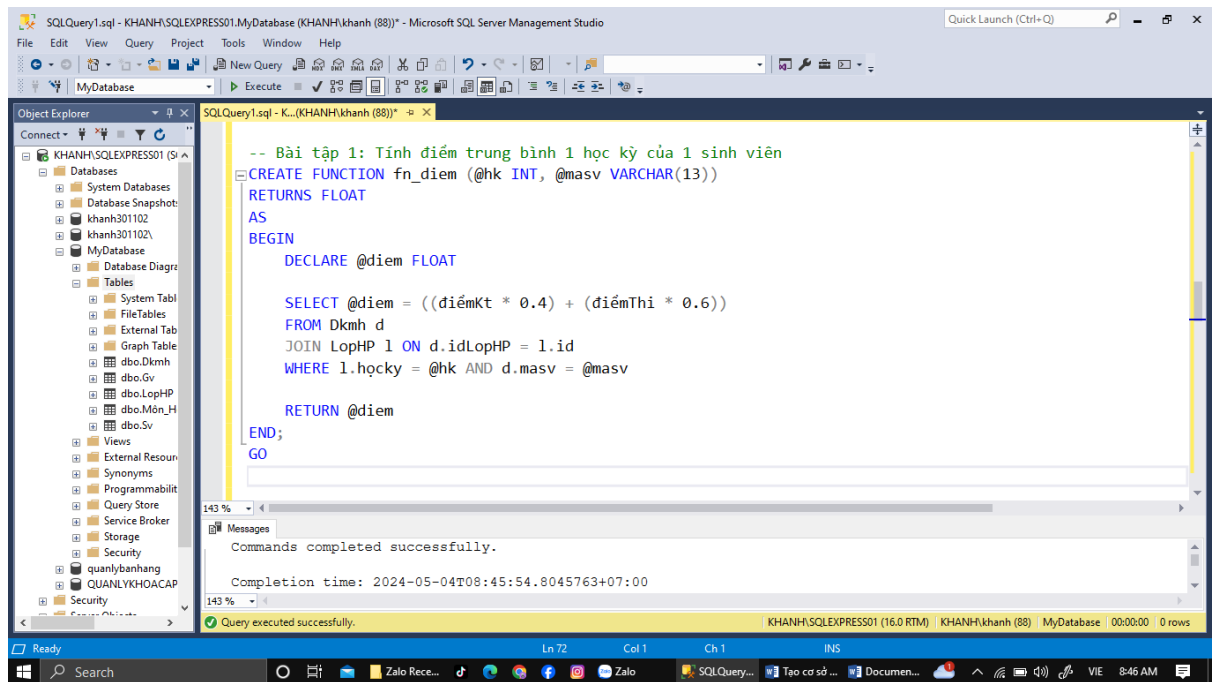 SQLQuery1.sql - KHANH\SQLEXPRESS01.MyDatabase (KHANH\khanh (88))* - Microsoft SQL Server Management Studio
Quick Launch (Ctrl+Q)
File Edit View Query Project Tools Window Help
New Query
MyDatabase
Execute
Object Explorer
SQLQuery1.sql - K...(KHANH\khanh (88))*
Connect
KHANH\SQLEXPRESS01 (S
Databases
System Databases
Database Snapshot
khanh301102
khanh301102\
MyDatabase
Database Diagra
Tables
System Tabl
FileTables
External Tab
Graph Table
dbo.Dkmh
dbo.Gv
dbo.LopHP
dbo.Môn_H
dbo.Sv
Views
External Resour
Synonyms
Programmabilit
Query Store
Service Broker
Storage
Security
quanlybanhang
QUANLYKHOACAP
Security
-- Bài tập 1: Tính điểm trung bình 1 học kỳ của 1 sinh viên
CREATE FUNCTION fn_diem (@hk INT, @masv VARCHAR(13))
RETURNS FLOAT
AS
BEGIN
DECLARE @diem FLOAT
SELECT @diem = ((điểmKt * 0.4) + (điểmThi * 0.6))
FROM Dkmh d
JOIN LopHP l ON d.idLopHP = l.id
WHERE l.họcky = @hk AND d.masv = @masv
RETURN @diem
END;
GO
143 %
Messages
Commands completed successfully.
Completion time: 2024-05-04T08:45:54.8045763+07:00
143 %
Query executed successfully.
KHANH\SQLEXPRESS01 (16.0 RTM) KHANH\khanh (88) MyDatabase 00:00:00 0 rows
Ready Ln 72 Col 1 Ch 1 INS
Search Zalo Rece... Zalo SQLQuery... Tạo cơ sở ... Documen... VIE 8:46 AM